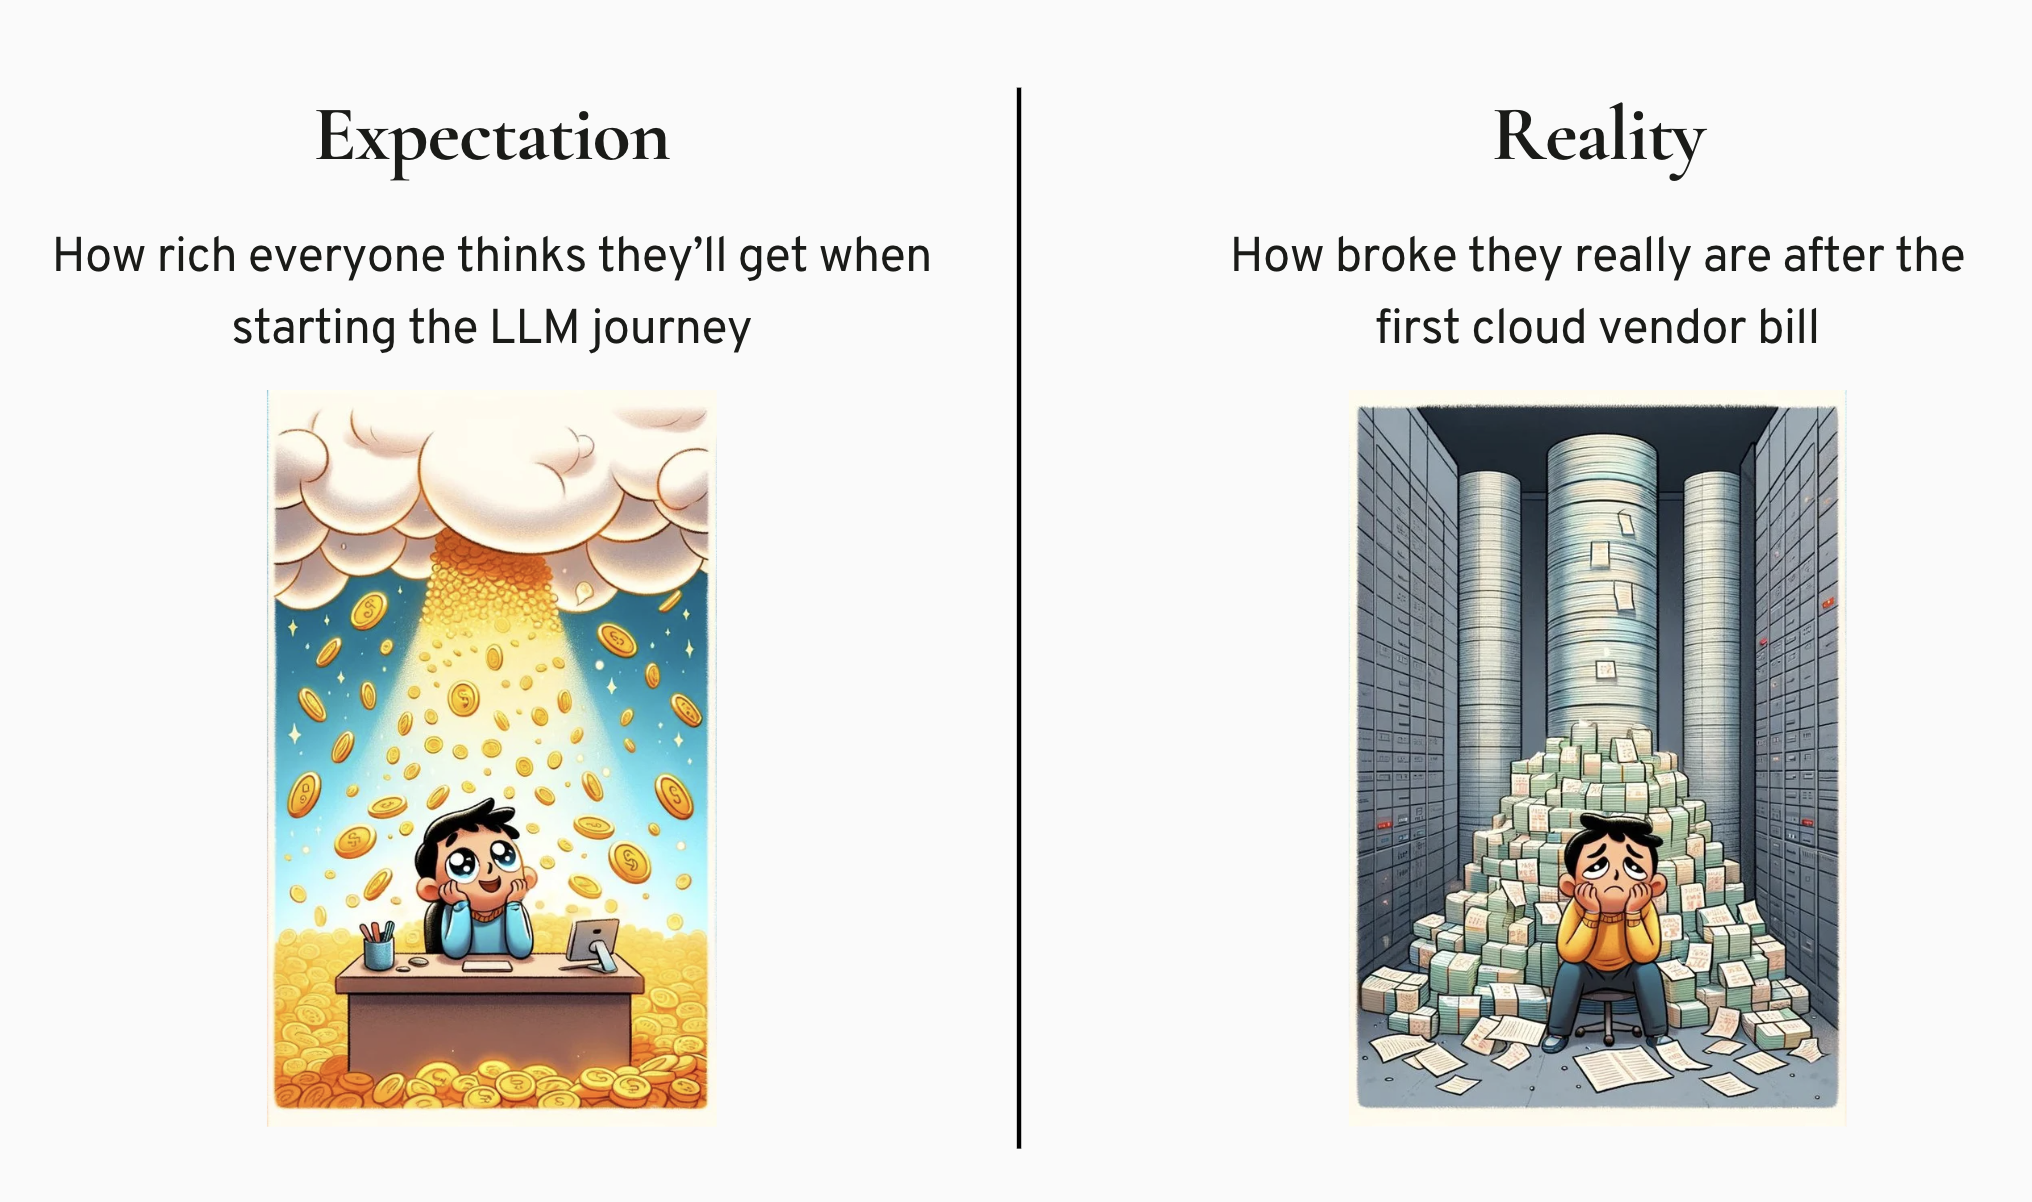 Expectation
How rich everyone thinks they’ll get when
starting the LLM journey
Reality
How broke they really are after the
first cloud vendor bill